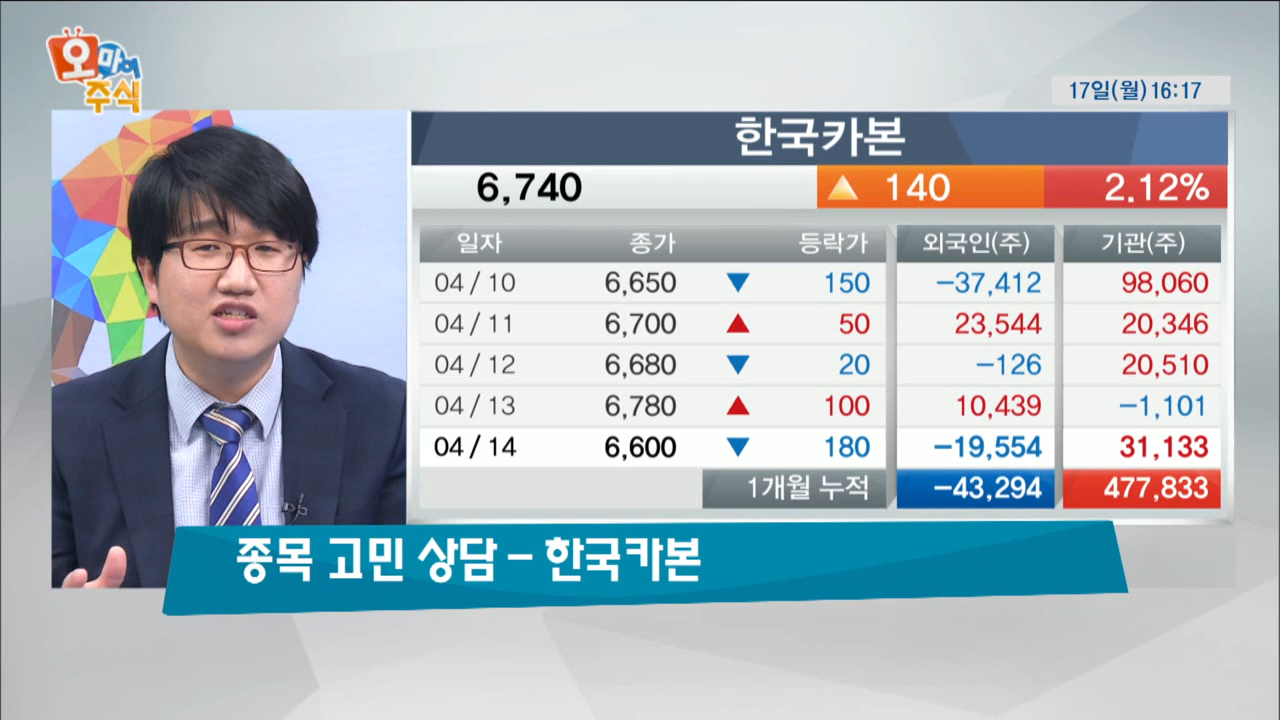 오마이
주식
17일(월)16:17
한국카본
6,740 ▲ 140 2.12%
일자 종가 등락가 외국인(주) 기관(주)
04/10 6,650 ▼ 150 -37,412 98,060
04/11 6,700 ▲ 50 23,544 20,346
04/12 6,680 ▼ 20 -126 20,510
04/13 6,780 ▲ 100 10,439 -1,101
04/14 6,600 ▼ 180 -19,554 31,133
1개월 누적 -43,294 477,833
종목 고민 상담 - 한국카본